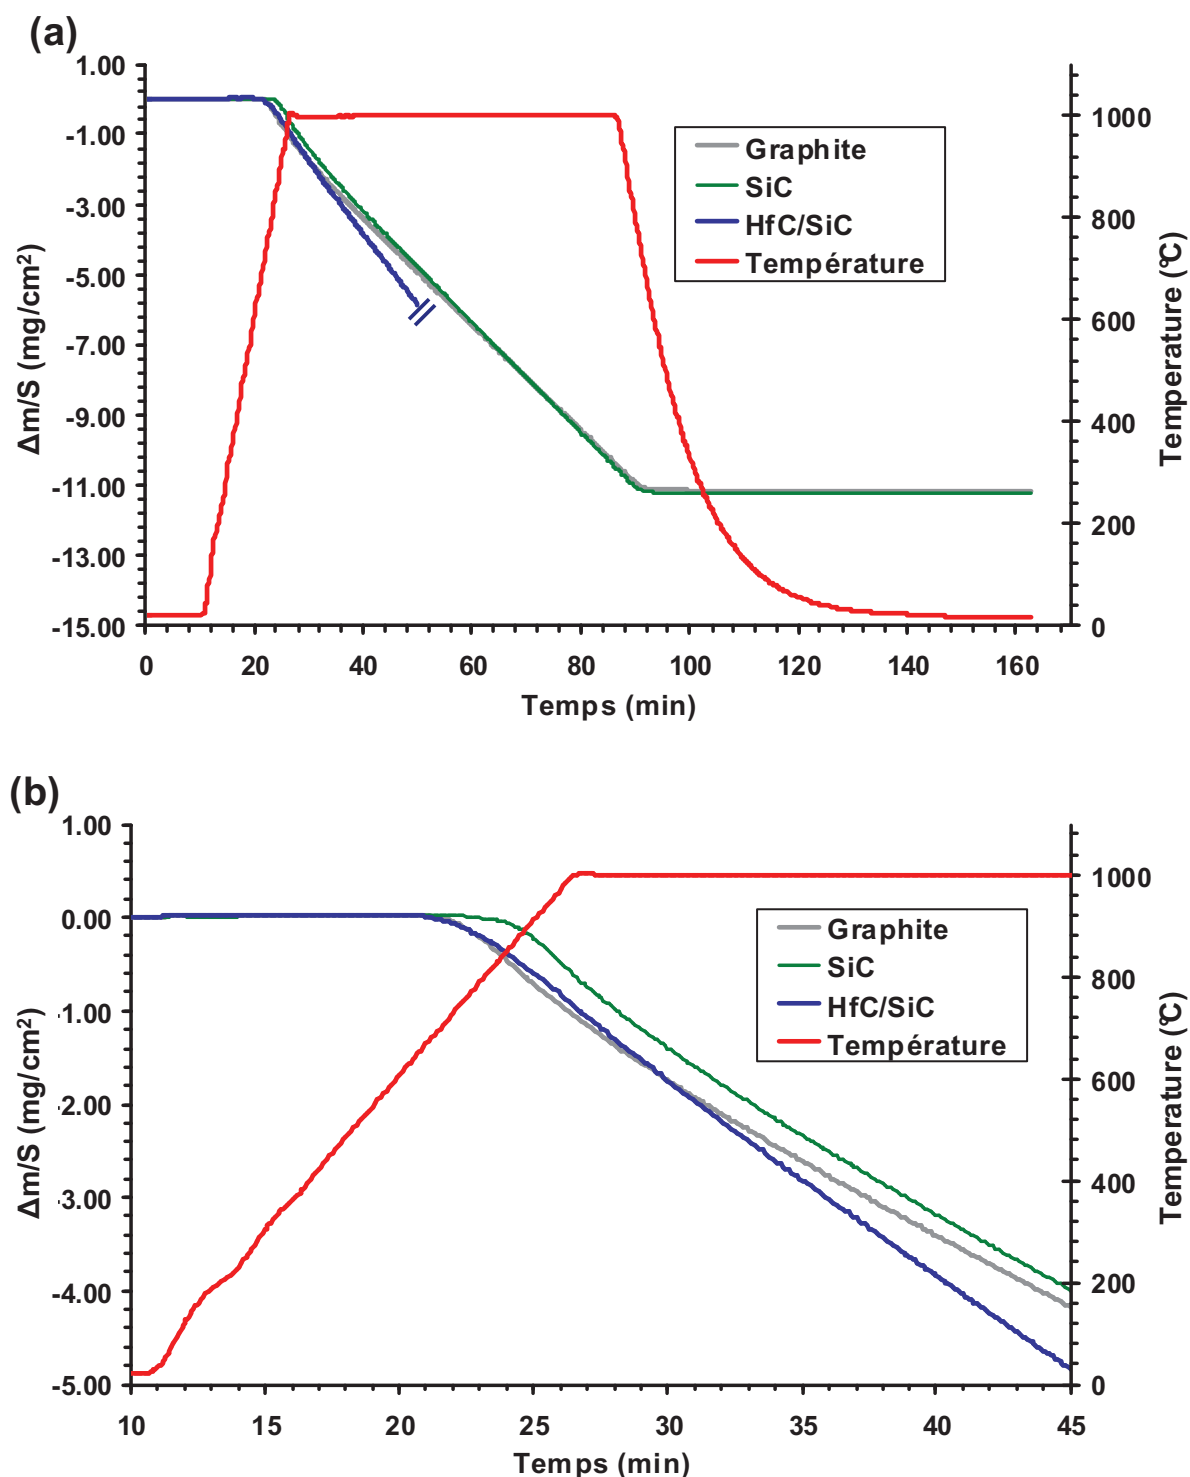 (a)
1.00
-1.00
-3.00
-5.00
-7.00
-9.00
-11.00
-13.00
-15.00
Δm/S (mg/cm²)
0 20 40 60 80 100 120 140 160
Temps (min)
1000
800
600
400
200
0
Temperature (°C)
Graphite
SiC
HfC/SiC
Température
(b)
1.00
0.00
-1.00
-2.00
-3.00
-4.00
-5.00
Δm/S (mg/cm²)
10 15 20 25 30 35 40 45
Temps (min)
1000
800
600
400
200
0
Temperature (°C)
Graphite
SiC
HfC/SiC
Température